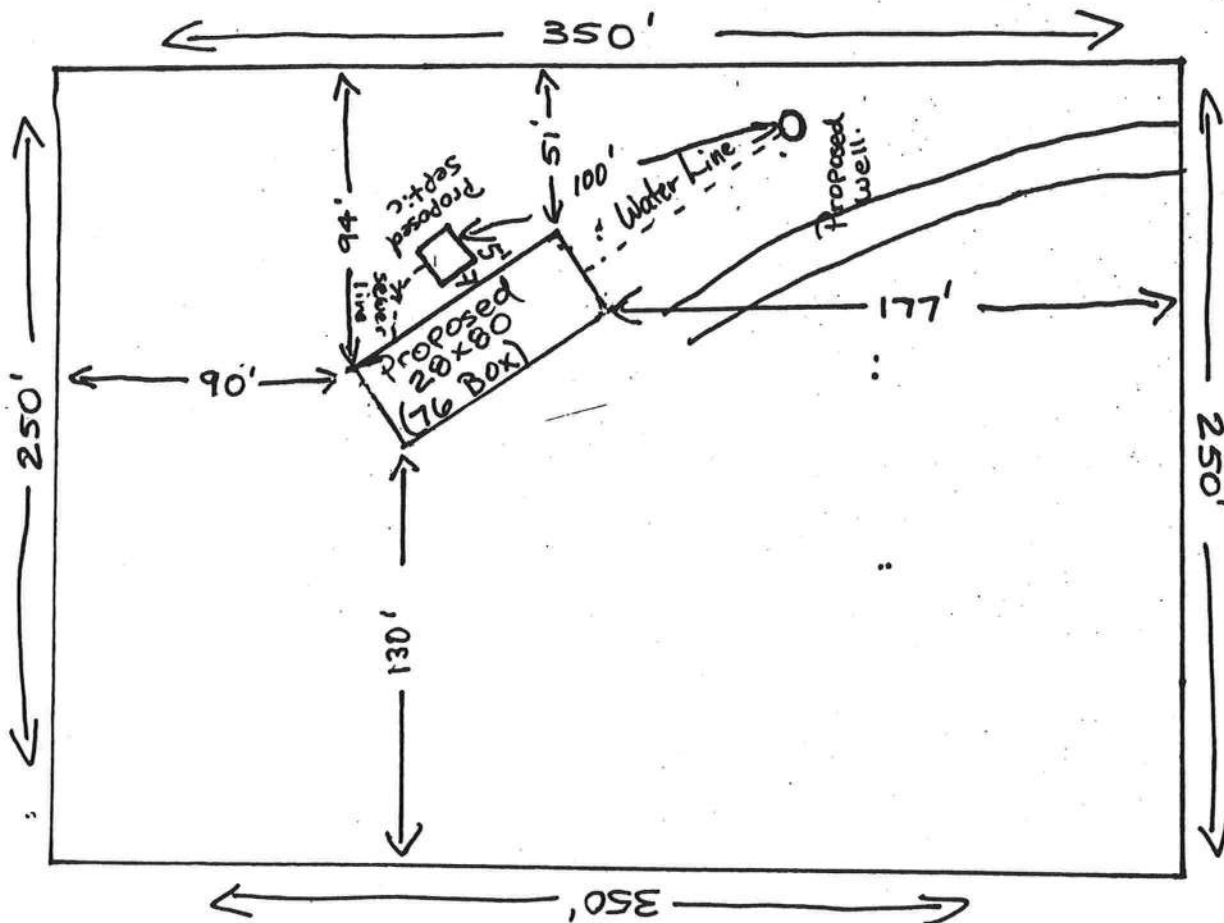 350'
250'
94'
51'
100'
Water Line
Proposed
well.
Proposed
septic
15
sewer
line
Proposed
28x80
(76 Box)
90'
177'
250'
130'
350'